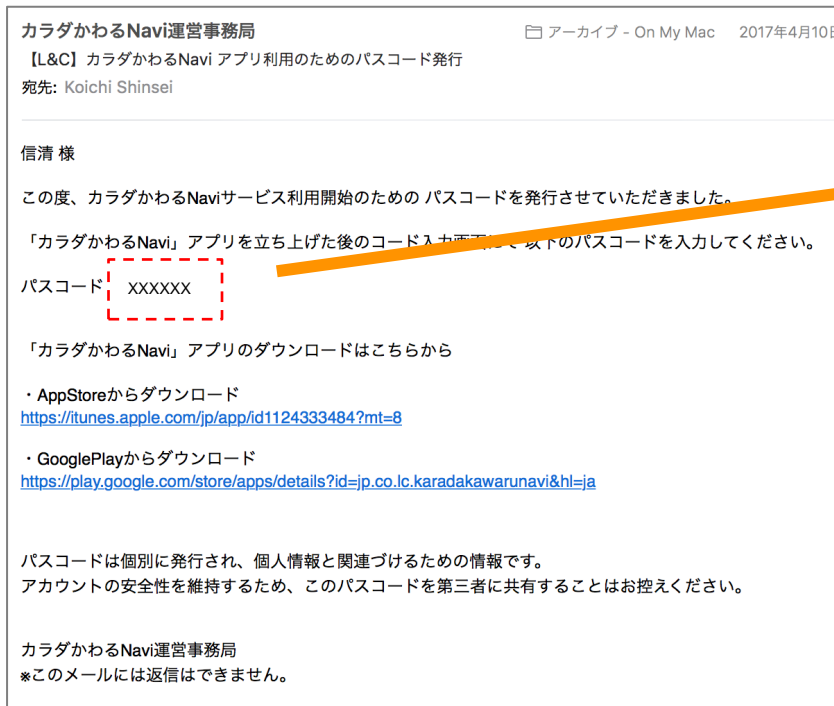 カラダかわるNavi運営事務局
アーカイブ - On My Mac 2017年4月10日
【L&C】カラダかわるNavi アプリ利用のためのパスコード発行
宛先: Koichi Shinsei
信清 様
この度、カラダかわるNaviサービス利用開始のための パスコードを発行させていただきました。
「カラダかわるNavi」アプリを立ち上げた後のコード入力画面にて 以下のパスコードを入力してください。
パスコード XXXXXX
「カラダかわるNavi」アプリのダウンロードはこちらから
・AppStoreからダウンロード
https://itunes.apple.com/jp/app/id1124333484?mt=8
・GooglePlayからダウンロード
https://play.google.com/store/apps/details?id=jp.co.lc.karadakawarunavi&hl=ja
パスコードは個別に発行され、個人情報と関連づけるための情報です。
アカウントの安全性を維持するため、このパスコードを第三者に共有することはお控えください。
カラダかわるNavi運営事務局
※このメールには返信はできません。